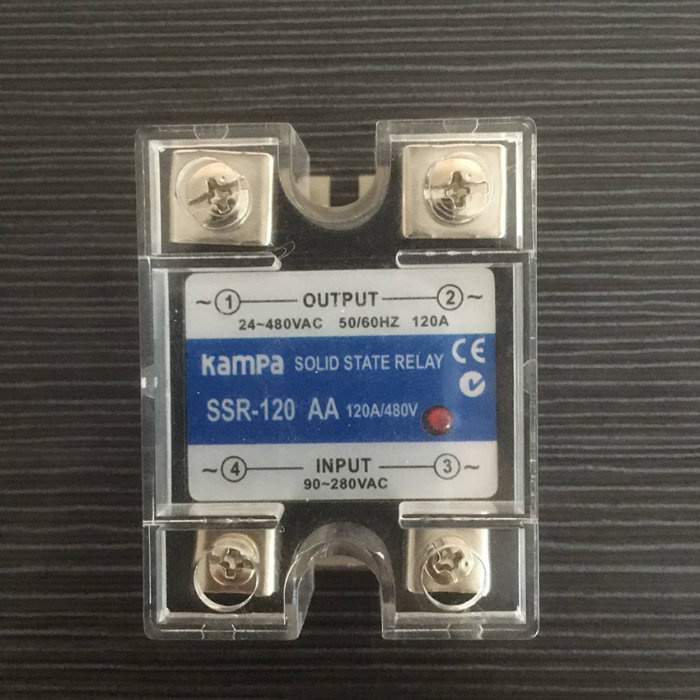 ~ 1 OUTPUT 2 ~
24~480VAC 50/60HZ 120A
Kampa SOLID STATE RELAY CE
SSR-120 AA 120A/480V
~ 4 INPUT 3 ~
90~280VAC